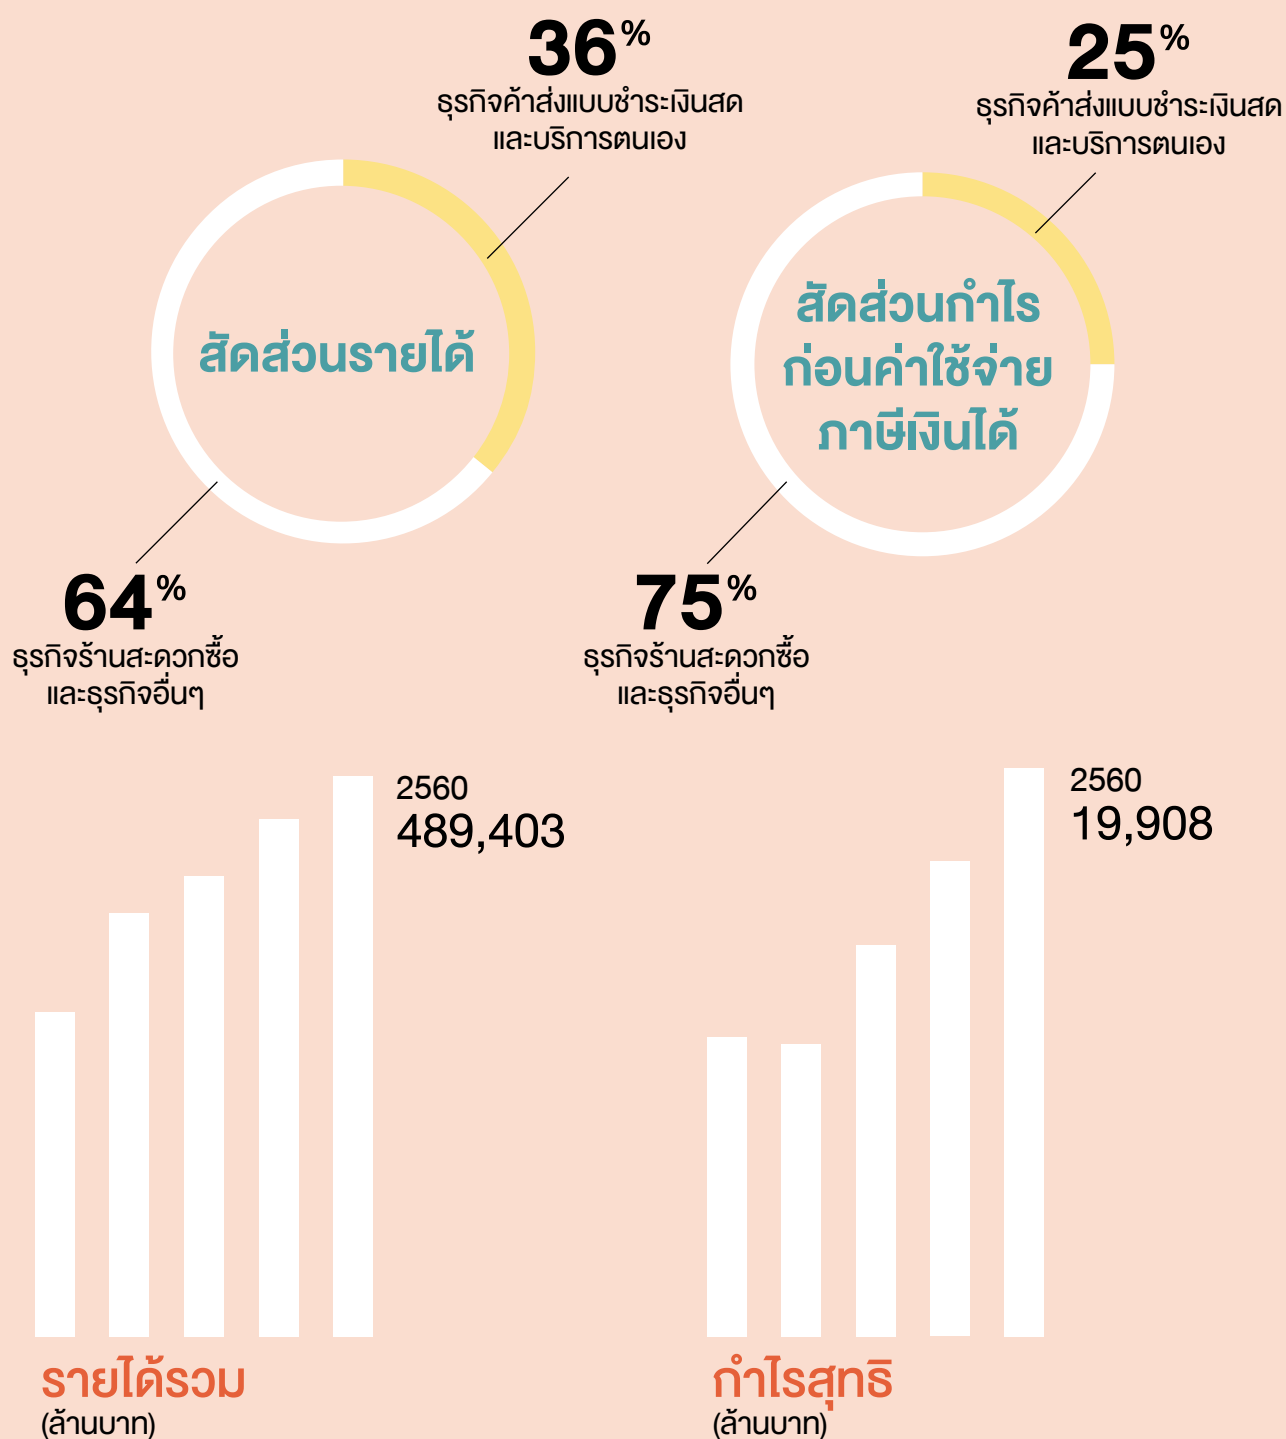 36%
ธุรกิจค้าส่งแบบชำระเงินสด
และบริการตนเอง
25%
ธุรกิจค้าส่งแบบชำระเงินสด
และบริการตนเอง
สัดส่วนรายได้
สัดส่วนกำไร
ก่อนค่าใช้จ่าย
ภาษีเงินได้
64%
ธุรกิจร้านสะดวกซื้อ
และธุรกิจอื่นๆ
75%
ธุรกิจร้านสะดวกซื้อ
และธุรกิจอื่นๆ
2560
489,403
2560
19,908
รายได้รวม
(ล้านบาท)
กำไรสุทธิ
(ล้านบาท)